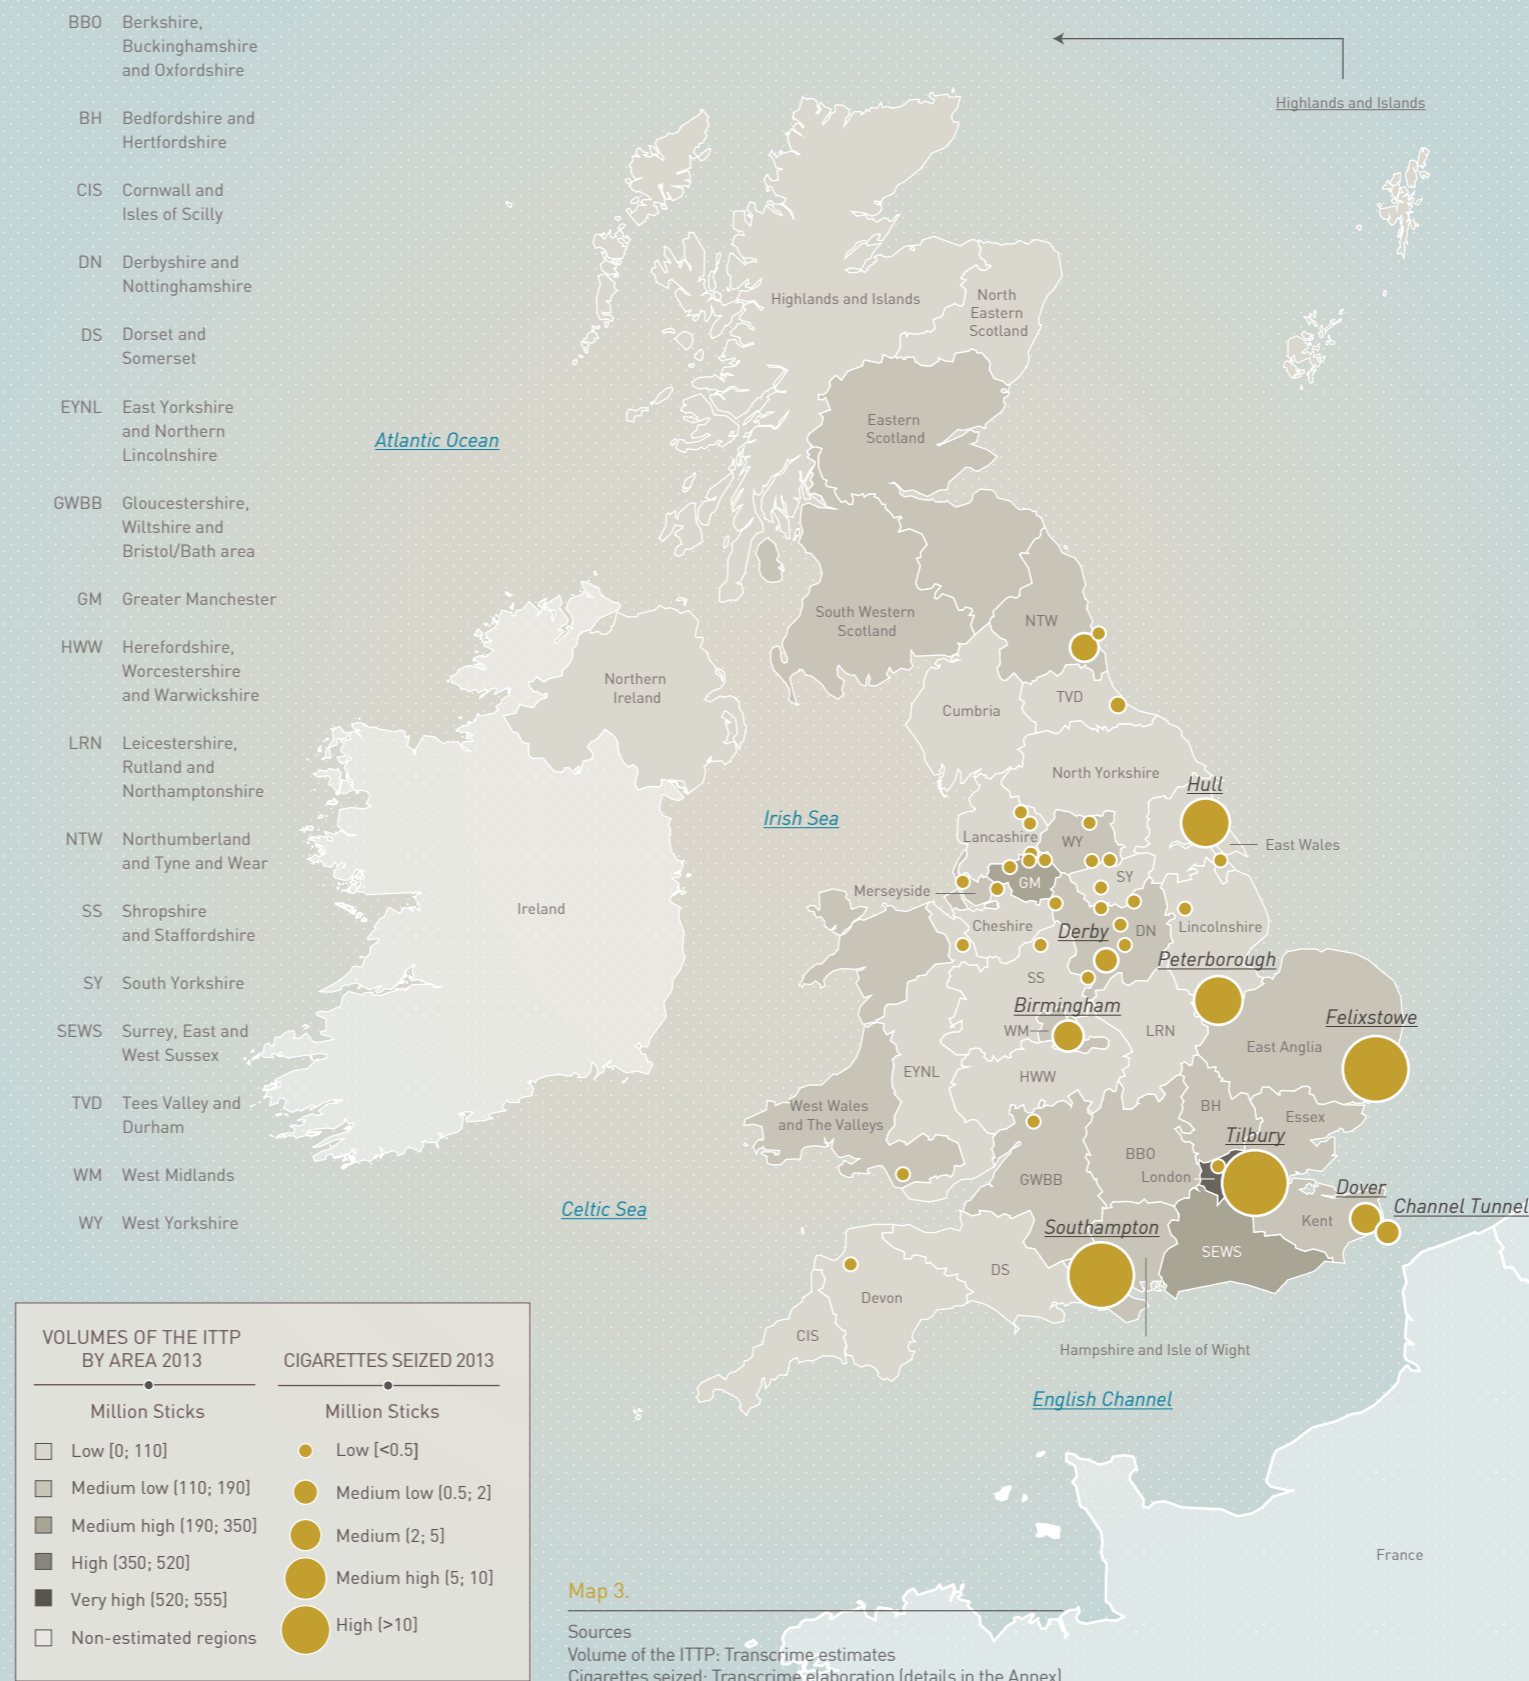 BBO Berkshire,
Buckinghamshire
and Oxfordshire
BH Bedfordshire and
Hertfordshire
CIS Cornwall and
Isles of Scilly
DN Derbyshire and
Nottinghamshire
DS Dorset and
Somerset
EYNL East Yorkshire
and Northern
Lincolnshire
GWBB Gloucestershire,
Wiltshire and
Bristol/Bath area
GM Greater Manchester
HWW Herefordshire,
Worcestershire
and Warwickshire
LRN Leicestershire,
Rutland and
Northamptonshire
NTW Northumberland
and Tyne and Wear
SS Shropshire
and Staffordshire
SY South Yorkshire
SEWS Surrey, East and
West Sussex
TVD Tees Valley and
Durham
WM West Midlands
WY West Yorkshire
Highlands and Islands
Highlands and Islands
North
Eastern
Scotland
Eastern
Scotland
Atlantic Ocean
South Western
Scotland
NTW
Northern
Ireland
Cumbria
TVD
North Yorkshire
Hull
Irish Sea
Lancashire
WY
East Wales
SY
GM
Merseyside
Ireland
Cheshire
Derby
DN
Lincolnshire
Peterborough
SS
Birmingham
WM
LRN
Felixstowe
East Anglia
EYNL
HWW
West Wales
and The Valleys
BH
Essex
Tilbury
BBO
London
GWBB
Dover
Channel Tunnel
Kent
Celtic Sea
Southampton
SEWS
DS
Devon
CIS
Hampshire and Isle of Wight
English Channel
France
VOLUMES OF THE ITTP
BY AREA 2013
Million Sticks
Low [0; 110]
Medium low (110; 190]
Medium high (190; 350]
High (350; 520]
Very high (520; 555]
Non-estimated regions
CIGARETTES SEIZED 2013
Million Sticks
Low [<0.5]
Medium low (0.5; 2]
Medium (2; 5]
Medium high (5; 10]
High (>10]
Map 3.
Sources
Volume of the ITTP: Transcrime estimates
Cigarettes seized: Transcrime elaboration (details in the Annex)